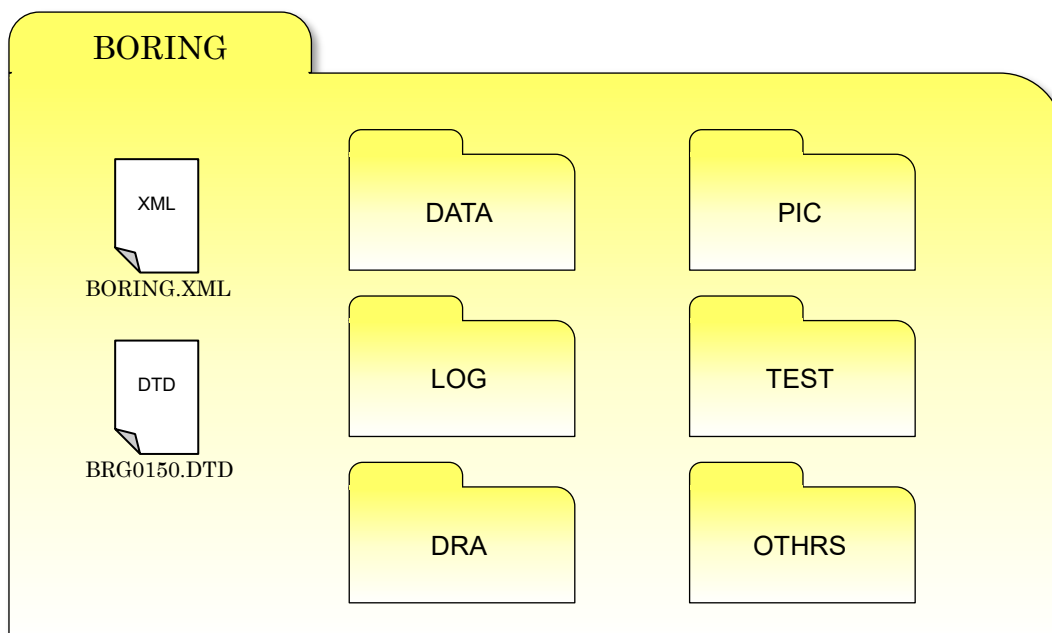 BORING
XML
BORING.XML
DTD
BRG0150.DTD
DATA
PIC
LOG
TEST
DRA
OTHRS